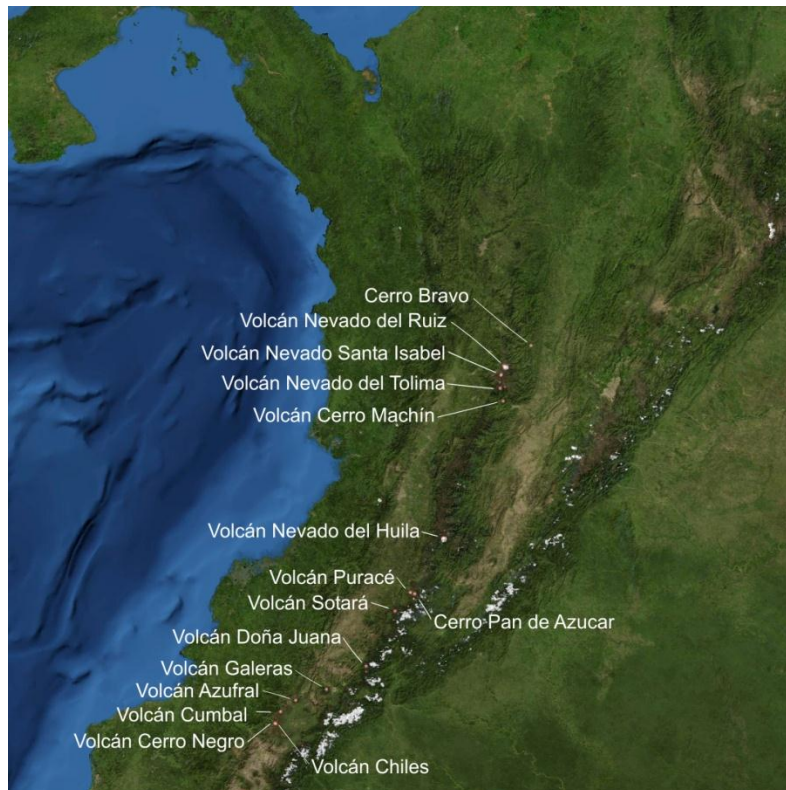 Cerro Bravo
Volcán Nevado del Ruiz
Volcán Nevado Santa Isabel
Volcán Nevado del Tolima
Volcán Cerro Machín
Volcán Nevado del Huila
Volcán Puracé
Volcán Sotará
Cerro Pan de Azucar
Volcán Doña Juana
Volcán Galeras
Volcán Azufral
Volcán Cumbal
Volcán Cerro Negro
Volcán Chiles